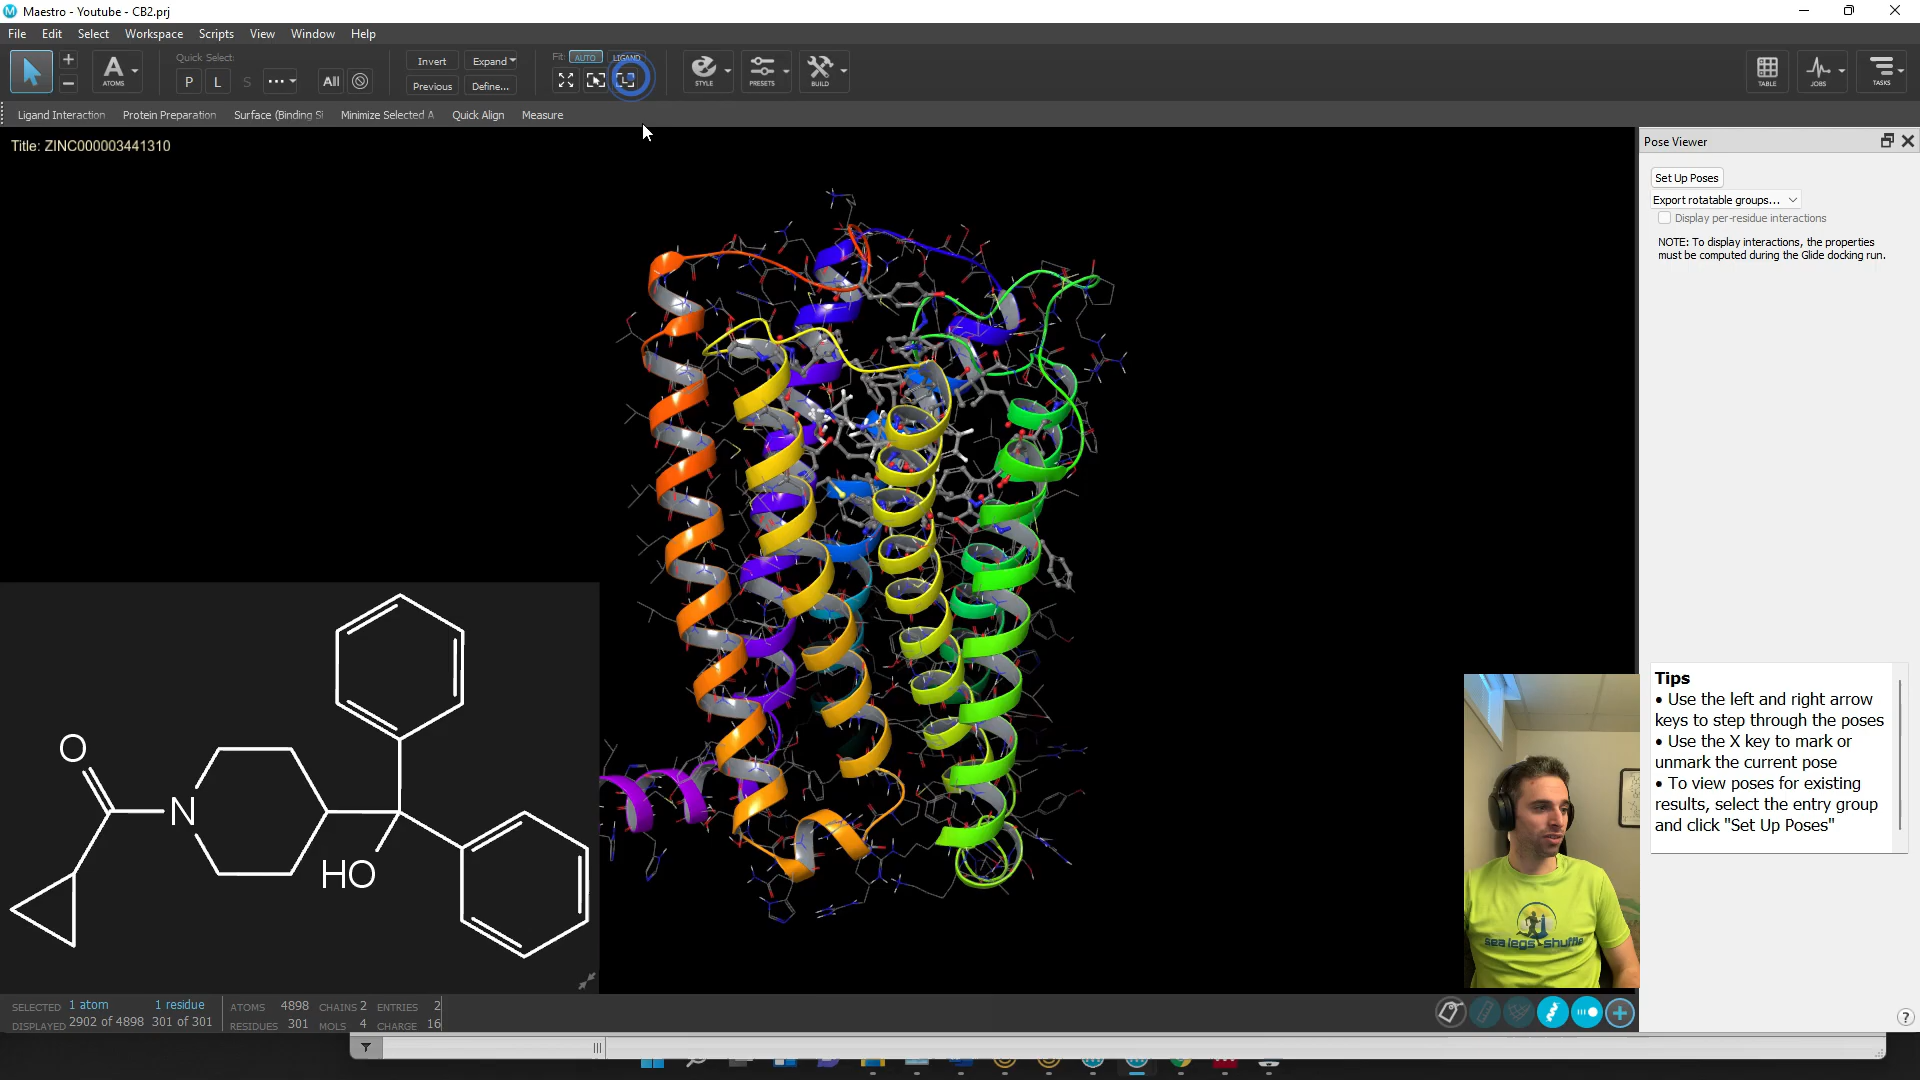 Maestro - Youtube - CB2.prj
File Edit Select Workspace Scripts View Window Help
Quick Select:
Invert Expand
Fit: AUTO LIGAND
A ATOMS
P L S ... All
Previous Define...
L
STYLE PRESETS BUILD
TABLE JOBS TASKS
Ligand Interaction Protein Preparation Surface (Binding Si Minimize Selected A Quick Align Measure
Title: ZINC000003441310
Pose Viewer
Set Up Poses
Export rotatable groups...
Display per-residue interactions
NOTE: To display interactions, the properties
must be computed during the Glide docking run.
O
N
HO
Tips
• Use the left and right arrow
keys to step through the poses
• Use the X key to mark or
unmark the current pose
• To view poses for existing
results, select the entry group
and click "Set Up Poses"
sea legs shuffle
SELECTED 1 atom 1 residue ATOMS 4898 CHAINS 2 ENTRIES 2
DISPLAYED 2902 of 4898 301 of 301 RESIDUES 301 MOLS 4 CHARGE 16
?